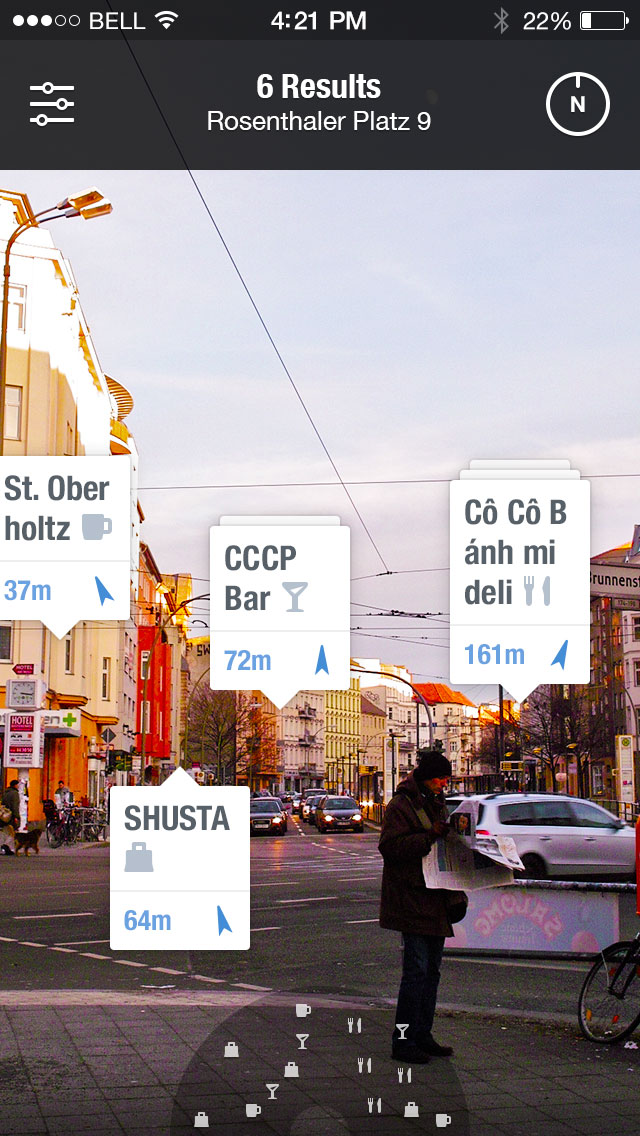 BELL 4:21 PM 22%
6 Results
Rosenthaler Platz 9
N
St. Ober
holtz
37m
CCCP
Bar
72m
Cô Cô B
ánh mi
deli
161m
Brunnenst
HOTEL
HOTEL
SHUSTA
64m